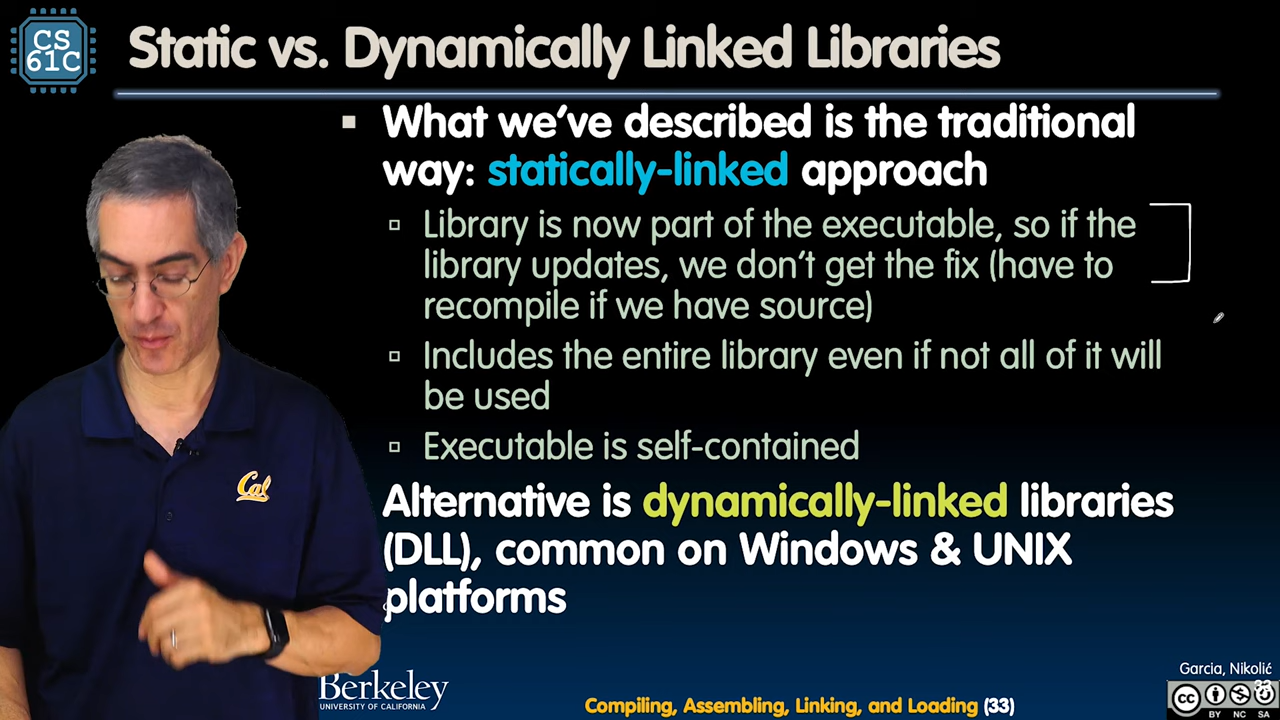 CS
61C
Static vs. Dynamically Linked Libraries
What we've described is the traditional
way: statically-linked approach
Library is now part of the executable, so if the
library updates, we don't get the fix (have to
recompile if we have source)
Includes the entire library even if not all of it will
be used
Executable is self-contained
Alternative is dynamically-linked libraries
(DLL), common on Windows & UNIX
platforms
Cal
Berkeley
UNIVERSITY OF CALIFORNIA
Compiling, Assembling, Linking, and Loading (33)
Garcia, Nikolić
cc
BY NC SA